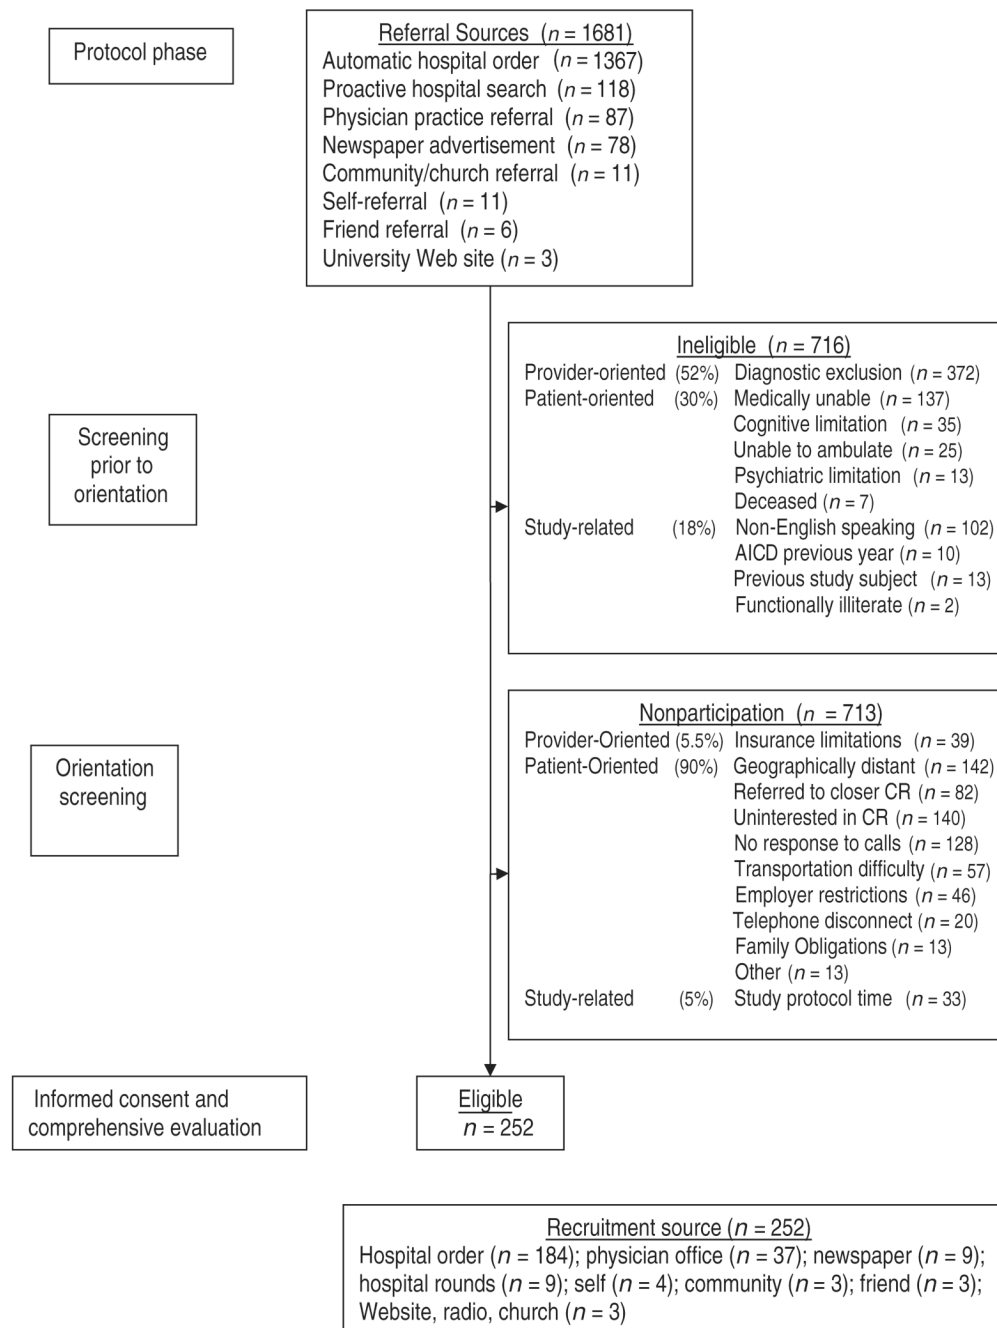 Protocol phase
Referral Sources (n = 1681)
Automatic hospital order (n = 1367)
Proactive hospital search (n = 118)
Physician practice referral (n = 87)
Newspaper advertisement (n = 78)
Community/church referral (n = 11)
Self-referral (n = 11)
Friend referral (n = 6)
University Web site (n = 3)
Screening
prior to
orientation
Ineligible (n = 716)
Provider-oriented (52%) Diagnostic exclusion (n = 372)
Patient-oriented (30%) Medically unable (n = 137)
Cognitive limitation (n = 35)
Unable to ambulate (n = 25)
Psychiatric limitation (n = 13)
Deceased (n = 7)
Study-related (18%) Non-English speaking (n = 102)
AICD previous year (n = 10)
Previous study subject (n = 13)
Functionally illiterate (n = 2)
Orientation
screening
Nonparticipation (n = 713)
Provider-Oriented (5.5%) Insurance limitations (n = 39)
Patient-Oriented (90%) Geographically distant (n = 142)
Referred to closer CR (n = 82)
Uninterested in CR (n = 140)
No response to calls (n = 128)
Transportation difficulty (n = 57)
Employer restrictions (n = 46)
Telephone disconnect (n = 20)
Family Obligations (n = 13)
Other (n = 13)
Study-related (5%) Study protocol time (n = 33)
Informed consent and
comprehensive evaluation
Eligible
n = 252
Recruitment source (n = 252)
Hospital order (n = 184); physician office (n = 37); newspaper (n = 9);
hospital rounds (n = 9); self (n = 4); community (n = 3); friend (n = 3);
Website, radio, church (n = 3)